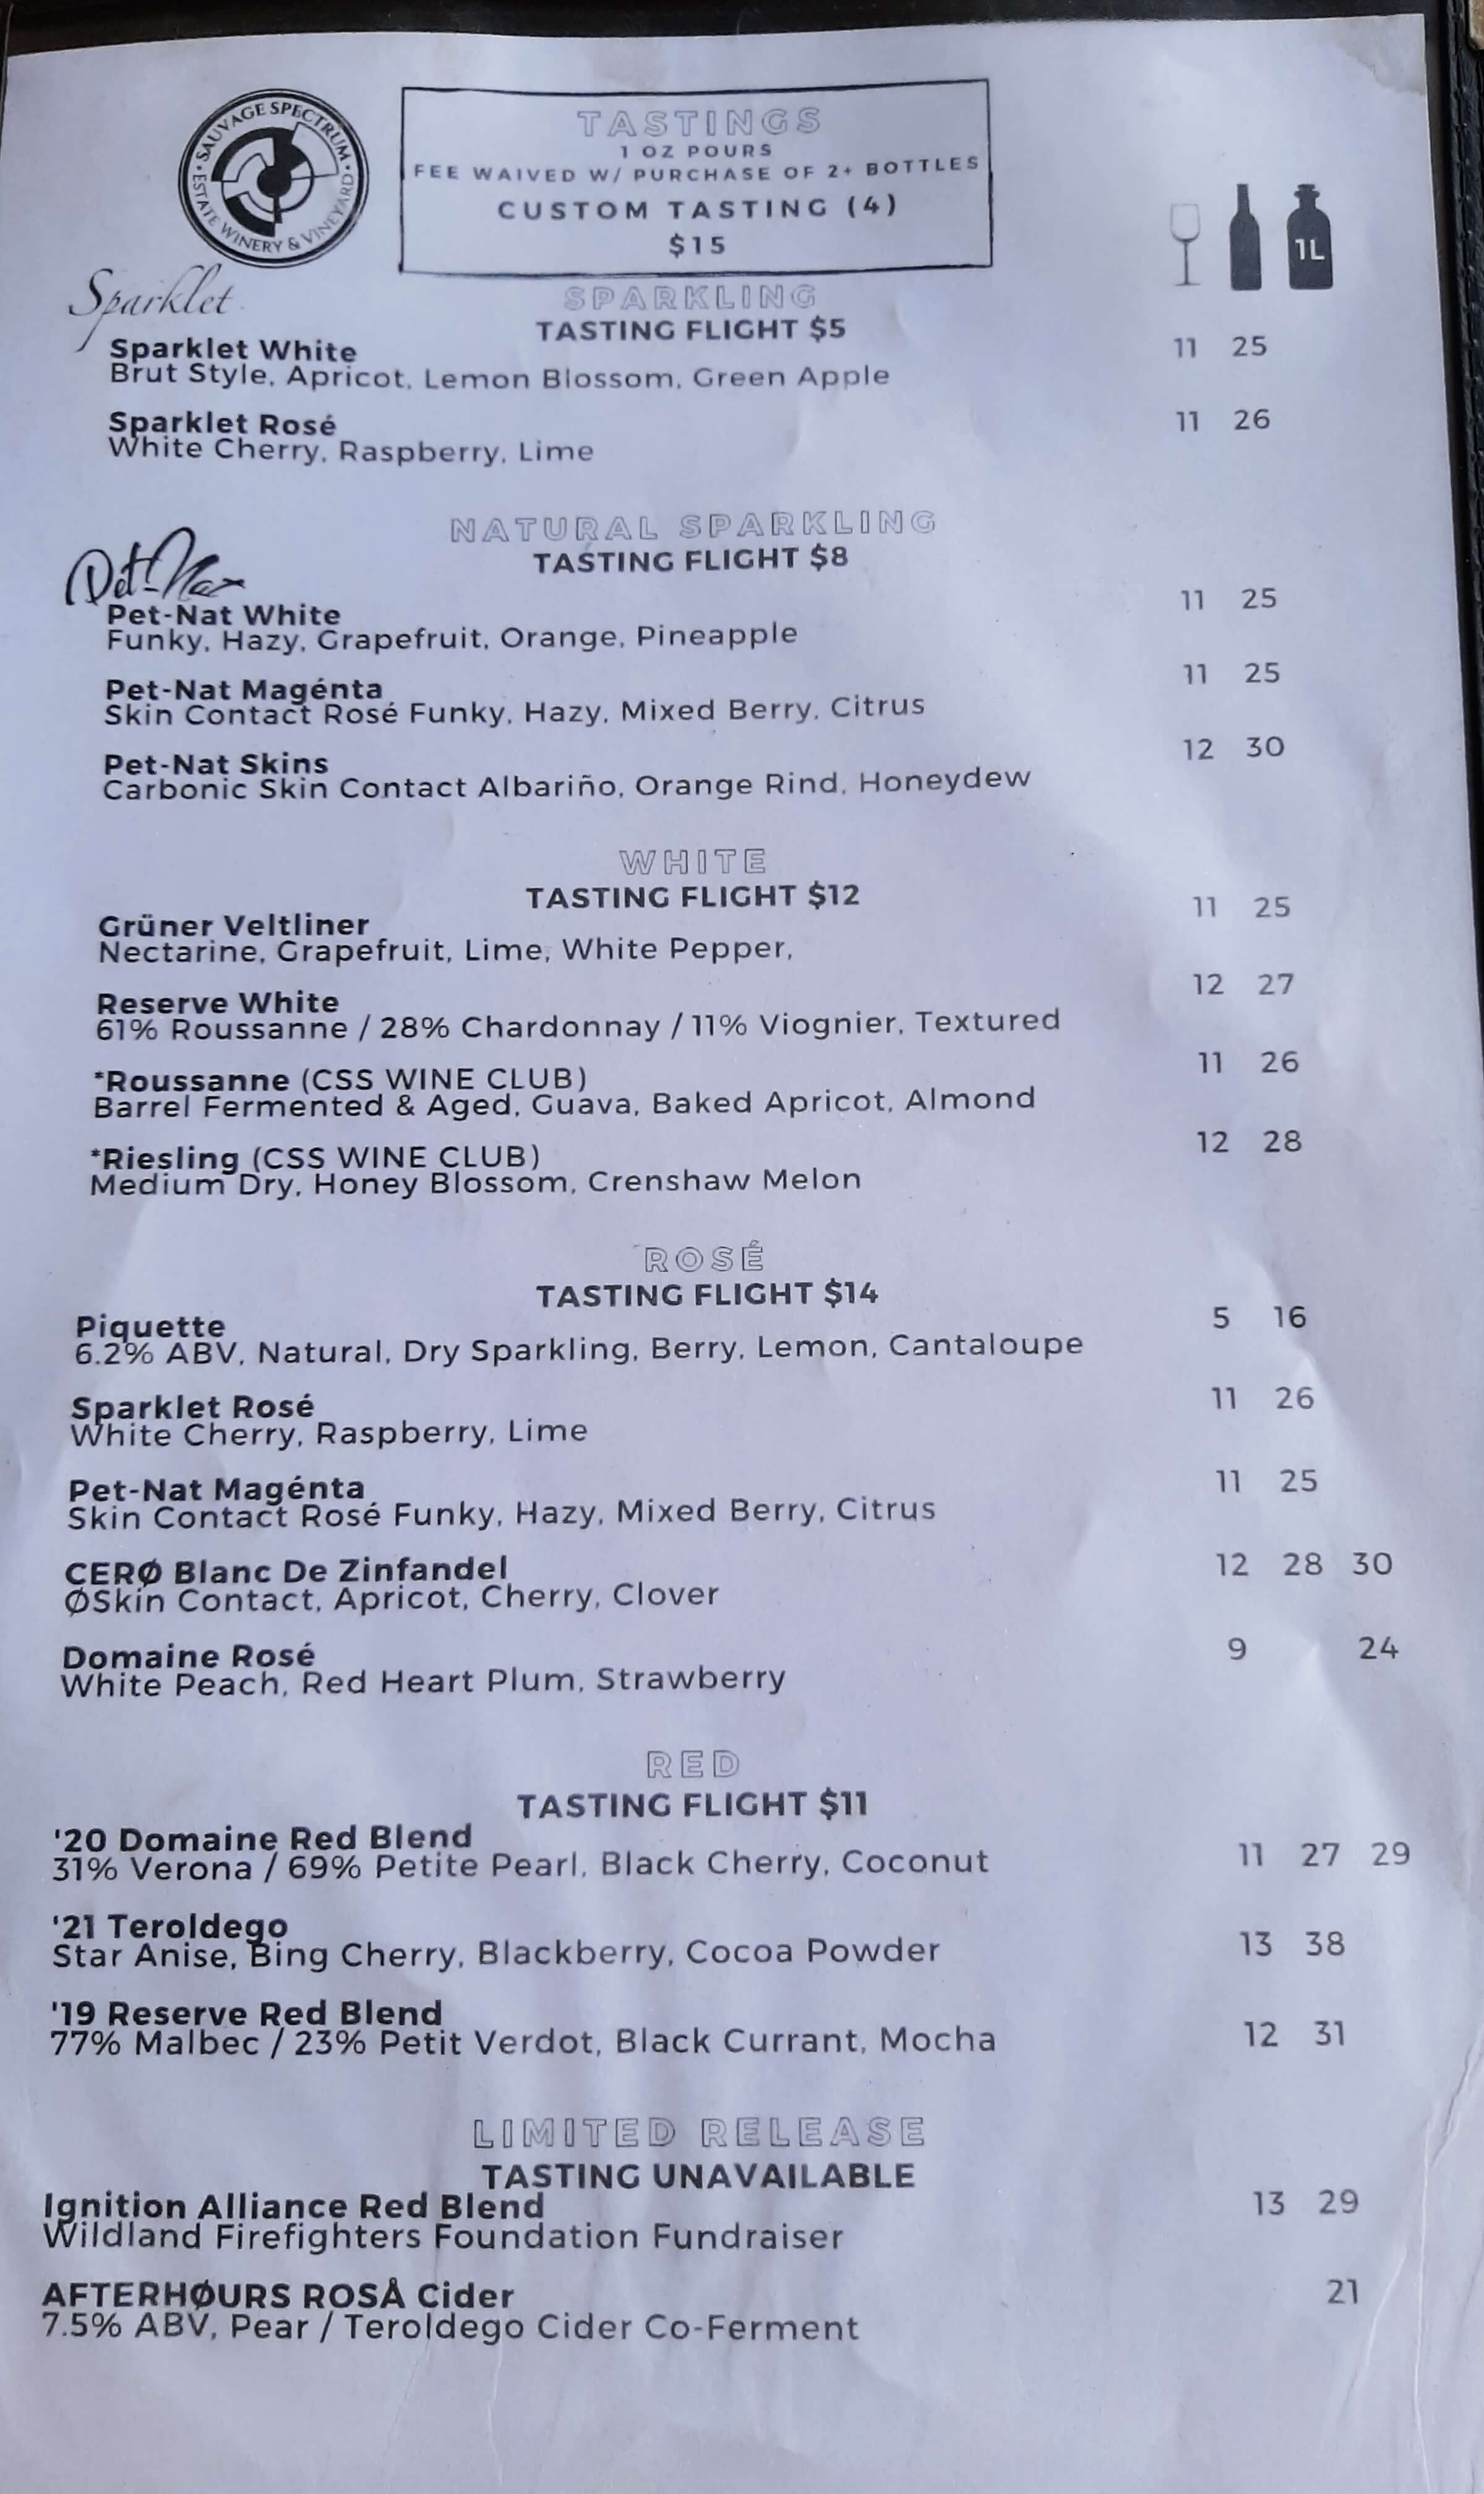 SAUVAGE SPECTRUM
ESTATE WINERY & VINEYARD
TASTINGS
1 OZ POURS
FEE WAIVED W/ PURCHASE OF 2+ BOTTLES
CUSTOM TASTING (4)
$15
1L
Sparklet
SPARKLING
TASTING FLIGHT $5
Sparklet White 11 25
Brut Style, Apricot, Lemon Blossom, Green Apple
Sparklet Rosé 11 26
White Cherry, Raspberry, Lime
NATURAL SPARKLING
Pét-Nat
TASTING FLIGHT $8
Pet-Nat White 11 25
Funky, Hazy, Grapefruit, Orange, Pineapple
Pet-Nat Magénta 11 25
Skin Contact Rosé Funky, Hazy, Mixed Berry, Citrus
Pet-Nat Skins 12 30
Carbonic Skin Contact Albariño, Orange Rind, Honeydew
WHITE
TASTING FLIGHT $12
Grüner Veltliner 11 25
Nectarine, Grapefruit, Lime, White Pepper,
Reserve White 12 27
61% Roussanne / 28% Chardonnay / 11% Viognier, Textured
*Roussanne (CSS WINE CLUB) 11 26
Barrel Fermented & Aged, Guava, Baked Apricot, Almond
*Riesling (CSS WINE CLUB) 12 28
Medium Dry, Honey Blossom, Crenshaw Melon
ROSÉ
TASTING FLIGHT $14
Piquette 5 16
6.2% ABV, Natural, Dry Sparkling, Berry, Lemon, Cantaloupe
Sparklet Rosé 11 26
White Cherry, Raspberry, Lime
Pet-Nat Magénta 11 25
Skin Contact Rosé Funky, Hazy, Mixed Berry, Citrus
CERØ Blanc De Zinfandel 12 28 30
ØSkin Contact, Apricot, Cherry, Clover
Domaine Rosé 9 24
White Peach, Red Heart Plum, Strawberry
RED
TASTING FLIGHT $11
'20 Domaine Red Blend 11 27 29
31% Verona / 69% Petite Pearl, Black Cherry, Coconut
'21 Teroldego 13 38
Star Anise, Bing Cherry, Blackberry, Cocoa Powder
'19 Reserve Red Blend 12 31
77% Malbec / 23% Petit Verdot, Black Currant, Mocha
LIMITED RELEASE
TASTING UNAVAILABLE
Ignition Alliance Red Blend 13 29
Wildland Firefighters Foundation Fundraiser
AFTERHØURS ROSÅ Cider 21
7.5% ABV, Pear / Teroldego Cider Co-Ferment